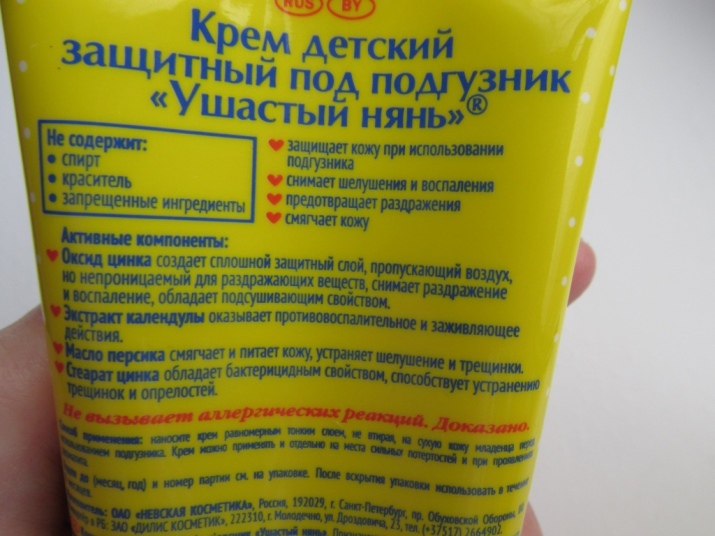 RUS BY
Крем детский
защитный под подгузник
«Ушастый нянь»®
Не содержит:
• спирт
• краситель
• запрещенные ингредиенты
защищает кожу при использовании
подгузника
снимает шелушения и воспаления
предотвращает раздражения
смягчает кожу
Активные компоненты:
Оксид цинка создает сплошной защитный слой, пропускающий воздух,
но непроницаемый для раздражающих веществ, снимает раздражение
и воспаление, обладает подсушивающим свойством.
Экстракт календулы оказывает противовоспалительное и заживляющее
действия.
Масло персика смягчает и питает кожу, устраняет шелушение и трещинки.
Стеарат цинка обладает бактерицидным свойством, способствует устранению
трещинок и опрелостей.
Не вызывает аллергических реакций. Доказано.
применения: наносите крем равномерным тонким слоем, не втирая, на сухую кожу младенца перед
использованием подгузника. Крем можно применять и отдельно на места сильных потертостей и при
до (месяц, год) и номер партии см. на упаковке. После вскрытия упаковки использовать в течение
ОАО «НЕВСКАЯ КОСМЕТИКА», Россия, 192029, г. Санкт-Петербург, пр. Обуховской Обороны,
в РБ: ЗАО «ДИЛИС КОСМЕТИК», 222310, г. Молодечно, ул. Дроздовича, 23, тел. (+37517) 2664902.
«Ушастый нянь»